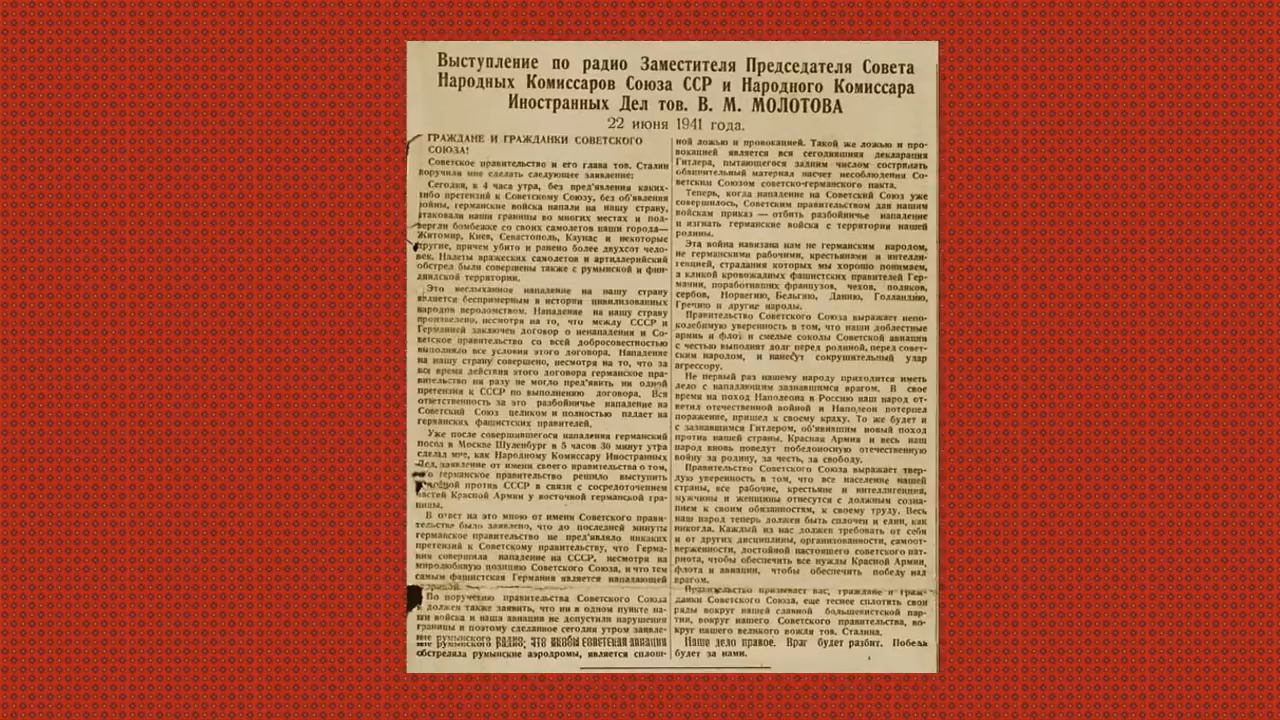 Выступление по радио Заместителя Председателя Совета
Народных Комиссаров Союза ССР и Народного Комиссара
Иностранных Дел тов. В. М. МОЛОТОВА
22 июня 1941 года.
ГРАЖДАНЕ И ГРАЖДАНКИ СОВЕТСКОГО
СОЮЗА!
Советское правительство и его глава тов. Сталин
поручили мне сделать следующее заявление:
Сегодня, в 4 часа утра, без пред'явления каких-
либо претензий к Советскому Союзу, без об'явления
войны, германские войска напали на нашу страну,
атаковали наши границы во многих местах и под-
вергли бомбежке со своих самолетов наши города—
Житомир, Киев, Севастополь, Каунас и некоторые
другие, причем убито и ранено более двухсот чело-
век. Налеты вражеских самолетов и артиллерийский
обстрел были совершены также с румынской и фин-
ляндской территории.
Это неслыханное нападение на нашу страну
является беспримерным в истории цивилизованных
народов вероломством. Нападение на нашу страну
произведено, несмотря на то, что между СССР и
Германией заключен договор о ненападении и Со-
ветское правительство со всей добросовестностью
выполняло все условия этого договора. Нападение
на нашу страну совершено, несмотря на то, что за
все время действия этого договора германское пра-
вительство ни разу не могло пред'явить ни одной
претензии к СССР по выполнению договора. Вся
ответственность за это разбойничье нападение на
Советский Союз целиком и полностью падает на
германских фашистских правителей.
Уже после совершившегося нападения германский
посол в Москве Шуленбург в 5 часов 30 минут утра
сделал мне, как Народному Комиссару Иностранных
Дел, заявление от имени своего правительства о том,
что германское правительство решило выступить
войной против СССР в связи с сосредоточением
частей Красной Армии у восточной германской гра-
ницы.
В ответ на это мною от имени Советского прави-
тельства было заявлено, что до последней минуты
германское правительство не пред'являло никаких
претензий к Советскому правительству, что Герма-
ния совершила нападение на СССР, несмотря на
миролюбивую позицию Советского Союза, и что тем
самым фашистская Германия является нападающей
стороной.
По поручению правительства Советского Союза
я должен также заявить, что ни в одном пункте на-
ши войска и наша авиация не допустили нарушения
границы и поэтому сделанное сегодня утром заявле-
ние румынского радио, что якобы советская авиация
обстреляла румынские аэродромы, является сплош-
ной ложью и провокацией. Такой же ложью и про-
вокацией является вся сегодняшняя декларация
Гитлера, пытающегося задним числом состряпать
обвинительный материал насчет несоблюдения Со-
ветским Союзом советско-германского пакта.
Теперь, когда нападение на Советский Союз уже
совершилось, Советским правительством дан нашим
войскам приказ — отбить разбойничье нападение
и изгнать германские войска с территории нашей
родины.
Эта война навязана нам не германским народом,
не германскими рабочими, крестьянами и интелли-
генцией, страдания которых мы хорошо понимаем,
а кликой кровожадных фашистских правителей Гер-
мании, поработивших французов, чехов, поляков,
сербов, Норвегию, Бельгию, Данию, Голландию,
Грецию и другие народы.
Правительство Советского Союза выражает непо-
колебимую уверенность в том, что наши доблестные
армия и флот и смелые соколы Советской авиации
с честью выполнят долг перед родиной, перед совет-
ским народом, и нанесут сокрушительный удар
агрессору.
Не первый раз нашему народу приходится иметь
дело с нападающим зазнавшимся врагом. В свое
время на поход Наполеона в Россию наш народ от-
ветил отечественной войной и Наполеон потерпел
поражение, пришел к своему краху. То же будет и
с зазнавшимся Гитлером, об'явившим новый поход
против нашей страны. Красная Армия и весь наш
народ вновь поведут победоносную отечественную
войну за родину, за честь, за свободу.
Правительство Советского Союза выражает твер-
дую уверенность в том, что все население нашей
страны, все рабочие, крестьяне и интеллигенция,
мужчины и женщины отнесутся с должным созна-
нием к своим обязанностям, к своему труду. Весь
наш народ теперь должен быть сплочен и един, как
никогда. Каждый из нас должен требовать от себя
и от других дисциплины, организованности, самоот-
верженности, достойной настоящего советского пат-
риота, чтобы обеспечить все нужды Красной Армии,
флота и авиации, чтобы обеспечить победу над
врагом.
Правительство призывает вас, граждане и граж-
данки Советского Союза, еще теснее сплотить свои
ряды вокруг нашей славной большевистской пар-
тии, вокруг нашего Советского правительства, во-
круг нашего великого вождя тов. Сталина.
Наше дело правое. Враг будет разбит. Победа
будет за нами.